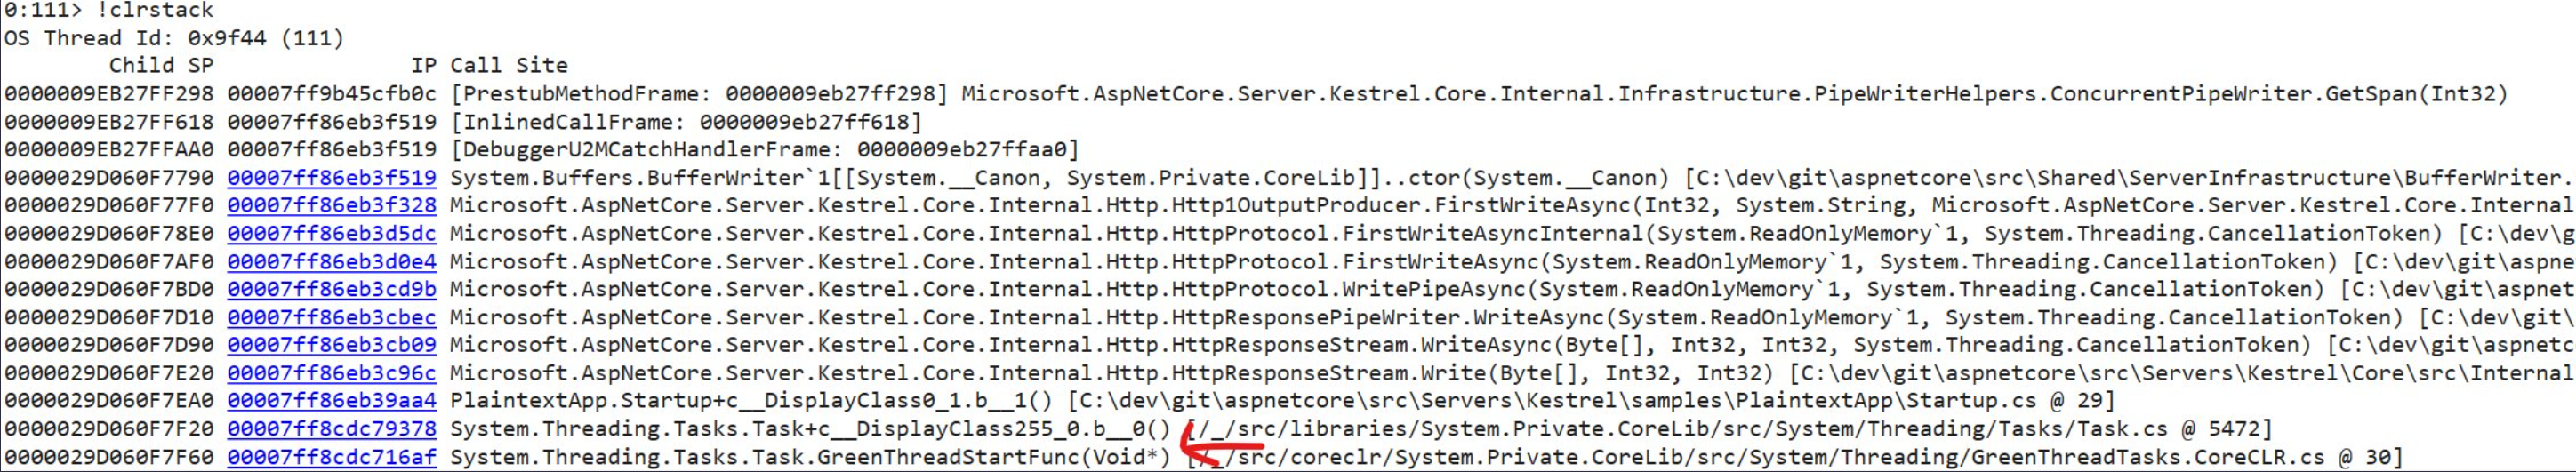 0:111> !clrstack
OS Thread Id: 0x9f44 (111)
Child SP IP Call Site
0000009EB27FF298 00007ff9b45cfb0c [PrestubMethodFrame: 0000009eb27ff298] Microsoft.AspNetCore.Server.Kestrel.Core.Internal.Infrastructure.PipeWriterHelpers.ConcurrentPipeWriter.GetSpan(Int32)
0000009EB27FF618 00007ff86eb3f519 [InlinedCallFrame: 0000009eb27ff618]
0000009EB27FFAA0 00007ff86eb3f519 [DebuggerU2MCatchHandlerFrame: 0000009eb27ffaa0]
0000029D060F7790 00007ff86eb3f519 System.Buffers.BufferWriter`1[[System.__Canon, System.Private.CoreLib]]..ctor(System.__Canon) [C:\dev\git\aspnetcore\src\Shared\ServerInfrastructure\BufferWriter.
0000029D060F77F0 00007ff86eb3f328 Microsoft.AspNetCore.Server.Kestrel.Core.Internal.Http.Http1OutputProducer.FirstWriteAsync(Int32, System.String, Microsoft.AspNetCore.Server.Kestrel.Core.Internal
0000029D060F78E0 00007ff86eb3d5dc Microsoft.AspNetCore.Server.Kestrel.Core.Internal.Http.HttpProtocol.FirstWriteAsyncInternal(System.ReadOnlyMemory`1, System.Threading.CancellationToken) [C:\dev\g
0000029D060F7AF0 00007ff86eb3d0e4 Microsoft.AspNetCore.Server.Kestrel.Core.Internal.Http.HttpProtocol.FirstWriteAsync(System.ReadOnlyMemory`1, System.Threading.CancellationToken) [C:\dev\git\aspne
0000029D060F7BD0 00007ff86eb3cd9b Microsoft.AspNetCore.Server.Kestrel.Core.Internal.Http.HttpProtocol.WritePipeAsync(System.ReadOnlyMemory`1, System.Threading.CancellationToken) [C:\dev\git\aspnet
0000029D060F7D10 00007ff86eb3cbec Microsoft.AspNetCore.Server.Kestrel.Core.Internal.Http.HttpResponsePipeWriter.WriteAsync(System.ReadOnlyMemory`1, System.Threading.CancellationToken) [C:\dev\git\
0000029D060F7D90 00007ff86eb3cb09 Microsoft.AspNetCore.Server.Kestrel.Core.Internal.Http.HttpResponseStream.WriteAsync(Byte[], Int32, Int32, System.Threading.CancellationToken) [C:\dev\git\aspnetc
0000029D060F7E20 00007ff86eb3c96c Microsoft.AspNetCore.Server.Kestrel.Core.Internal.Http.HttpResponseStream.Write(Byte[], Int32, Int32) [C:\dev\git\aspnetcore\src\Servers\Kestrel\Core\src\Internal
0000029D060F7EA0 00007ff86eb39aa4 PlaintextApp.Startup+c__DisplayClass0_1.b__1() [C:\dev\git\aspnetcore\src\Servers\Kestrel\samples\PlaintextApp\Startup.cs @ 29]
0000029D060F7F20 00007ff8cdc79378 System.Threading.Tasks.Task+c__DisplayClass255_0.b__0() [/_/src/libraries/System.Private.CoreLib/src/System/Threading/Tasks/Task.cs @ 5472]
0000029D060F7F60 00007ff8cdc716af System.Threading.Tasks.Task.GreenThreadStartFunc(Void*) [/_/src/coreclr/System.Private.CoreLib/src/System/Threading/GreenThreadTasks.CoreCLR.cs @ 30]